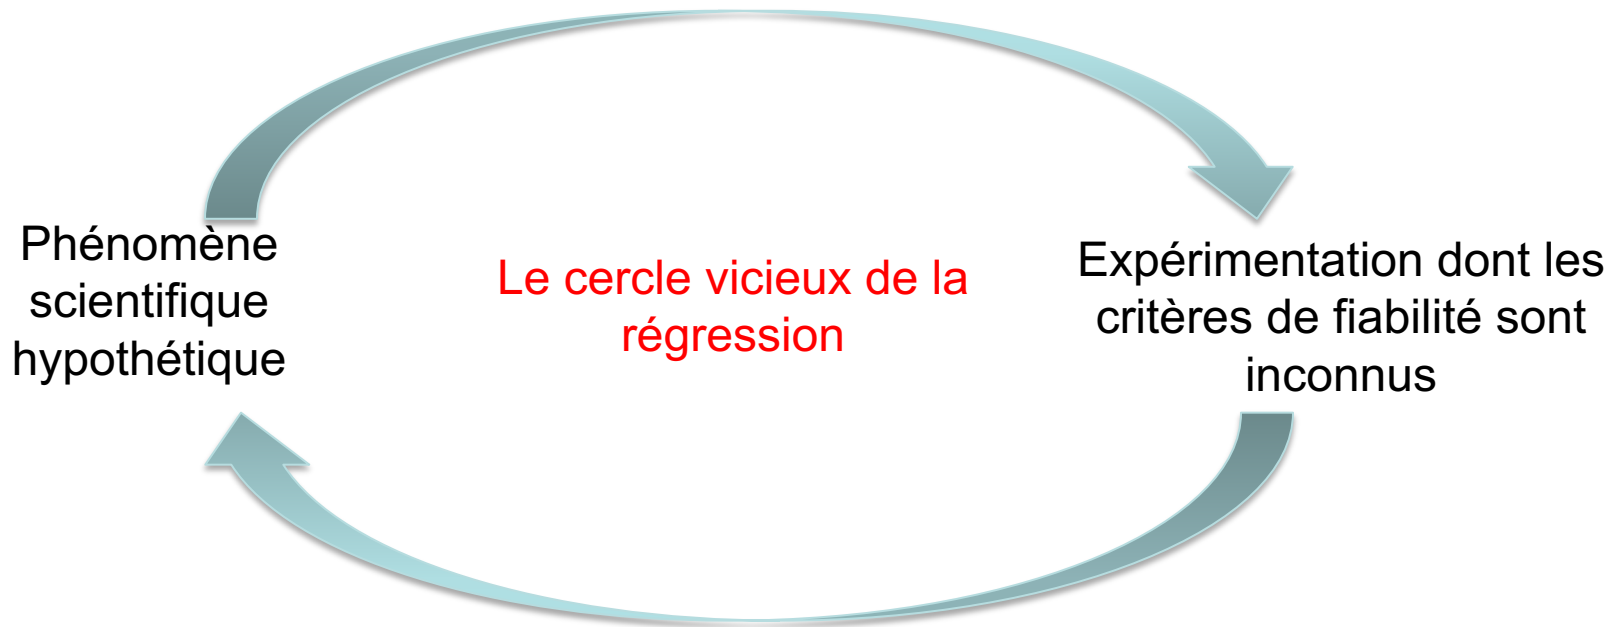 Phénomène
scientifique
hypothétique
Le cercle vicieux de la
régression
Expérimentation dont les
critères de fiabilité sont
inconnus